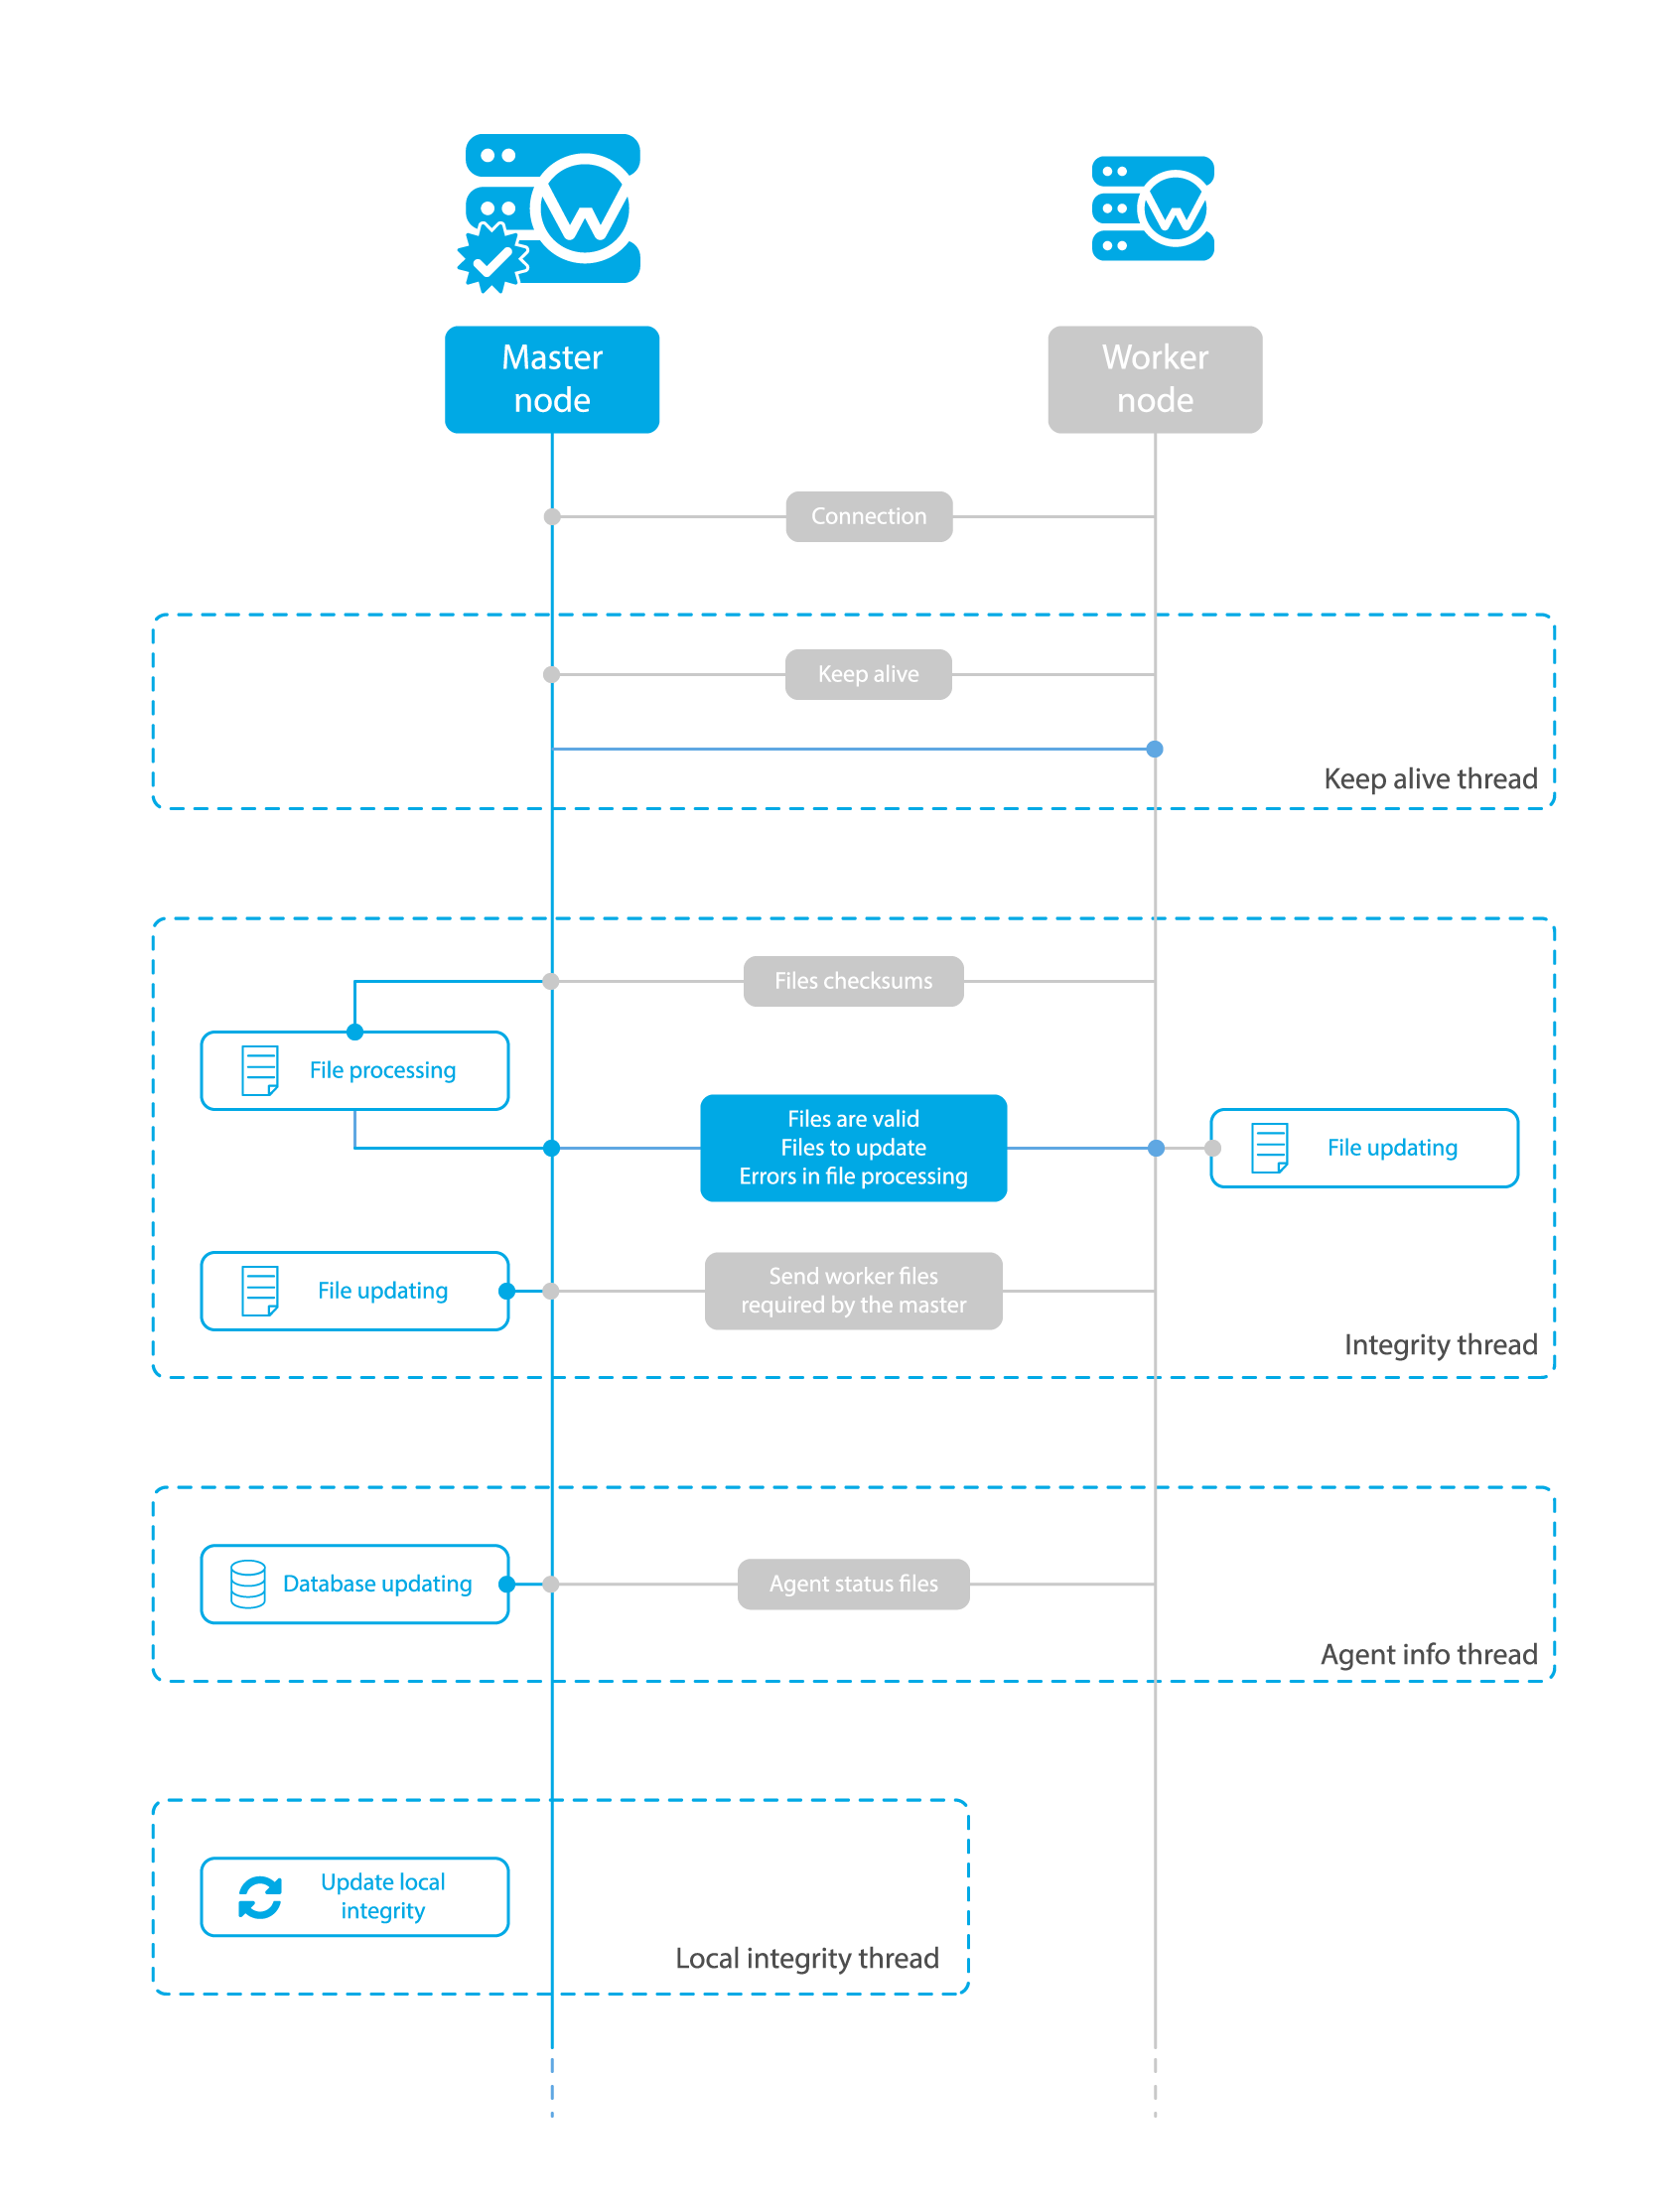 Master
node
Worker
node
Connection
Keep alive
Keep alive thread
Files checksums
File processing
Files are valid
Files to update
Errors in file processing
File updating
File updating
Send worker files
required by the master
Integrity thread
Database updating
Agent status files
Agent info thread
Update local
integrity
Local integrity thread